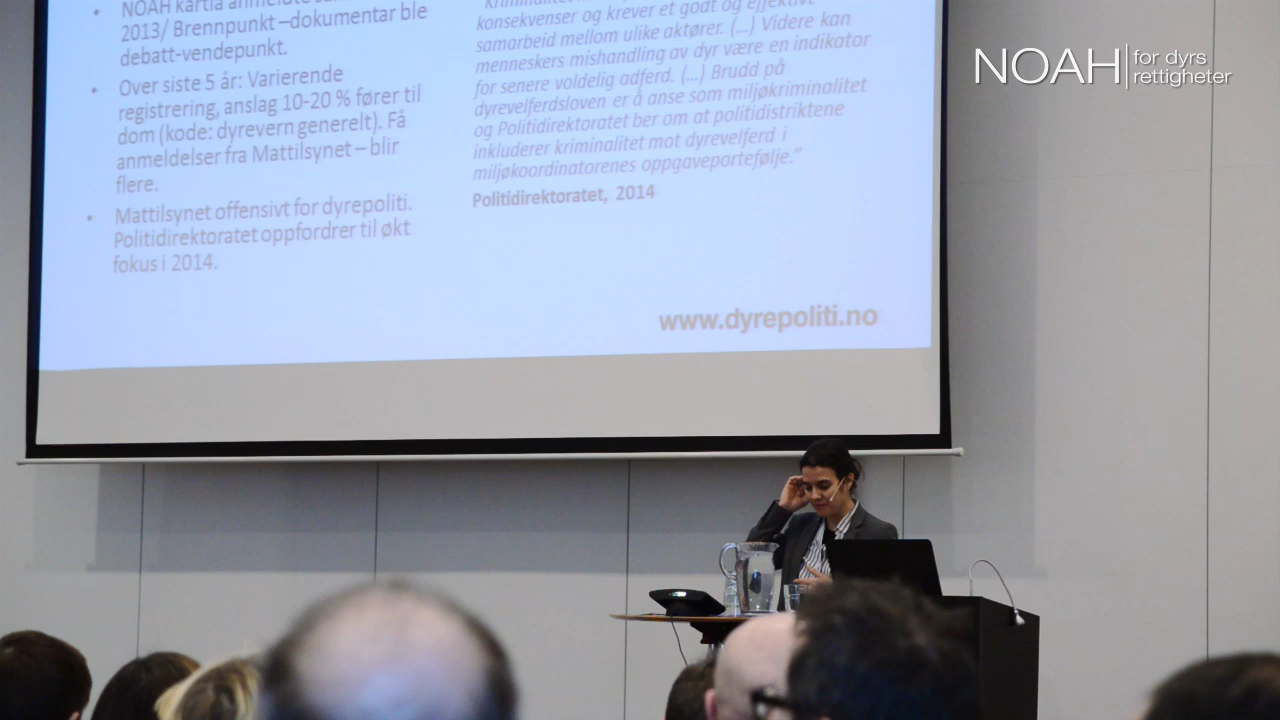 NOAH kartla anmeldte
2013/ Brennpunkt –dokumentar ble
debatt-vendepunkt.
Over siste 5 år: Varierende
registrering, anslag 10-20 % fører til
dom (kode: dyrevern generelt). Få
anmeldelser fra Mattilsynet – blir
flere.
Mattilsynet offensivt for dyrepoliti.
Politidirektoratet oppfordrer til økt
fokus i 2014.
konsekvenser og krever et godt og effektivt
samarbeid mellom ulike aktører. (...) Videre kan
menneskers mishandling av dyr være en indikator
for senere voldelig adferd. (...) Brudd på
dyrevelferdsloven er å anse som miljøkriminalitet
og Politidirektoratet ber om at politidistriktene
inkluderer kriminalitet mot dyrevelferd i
miljøkoordinatorenes oppgaveportefølje.”
Politidirektoratet, 2014
www.dyrepoliti.no
NOAH for dyrs
rettigheter